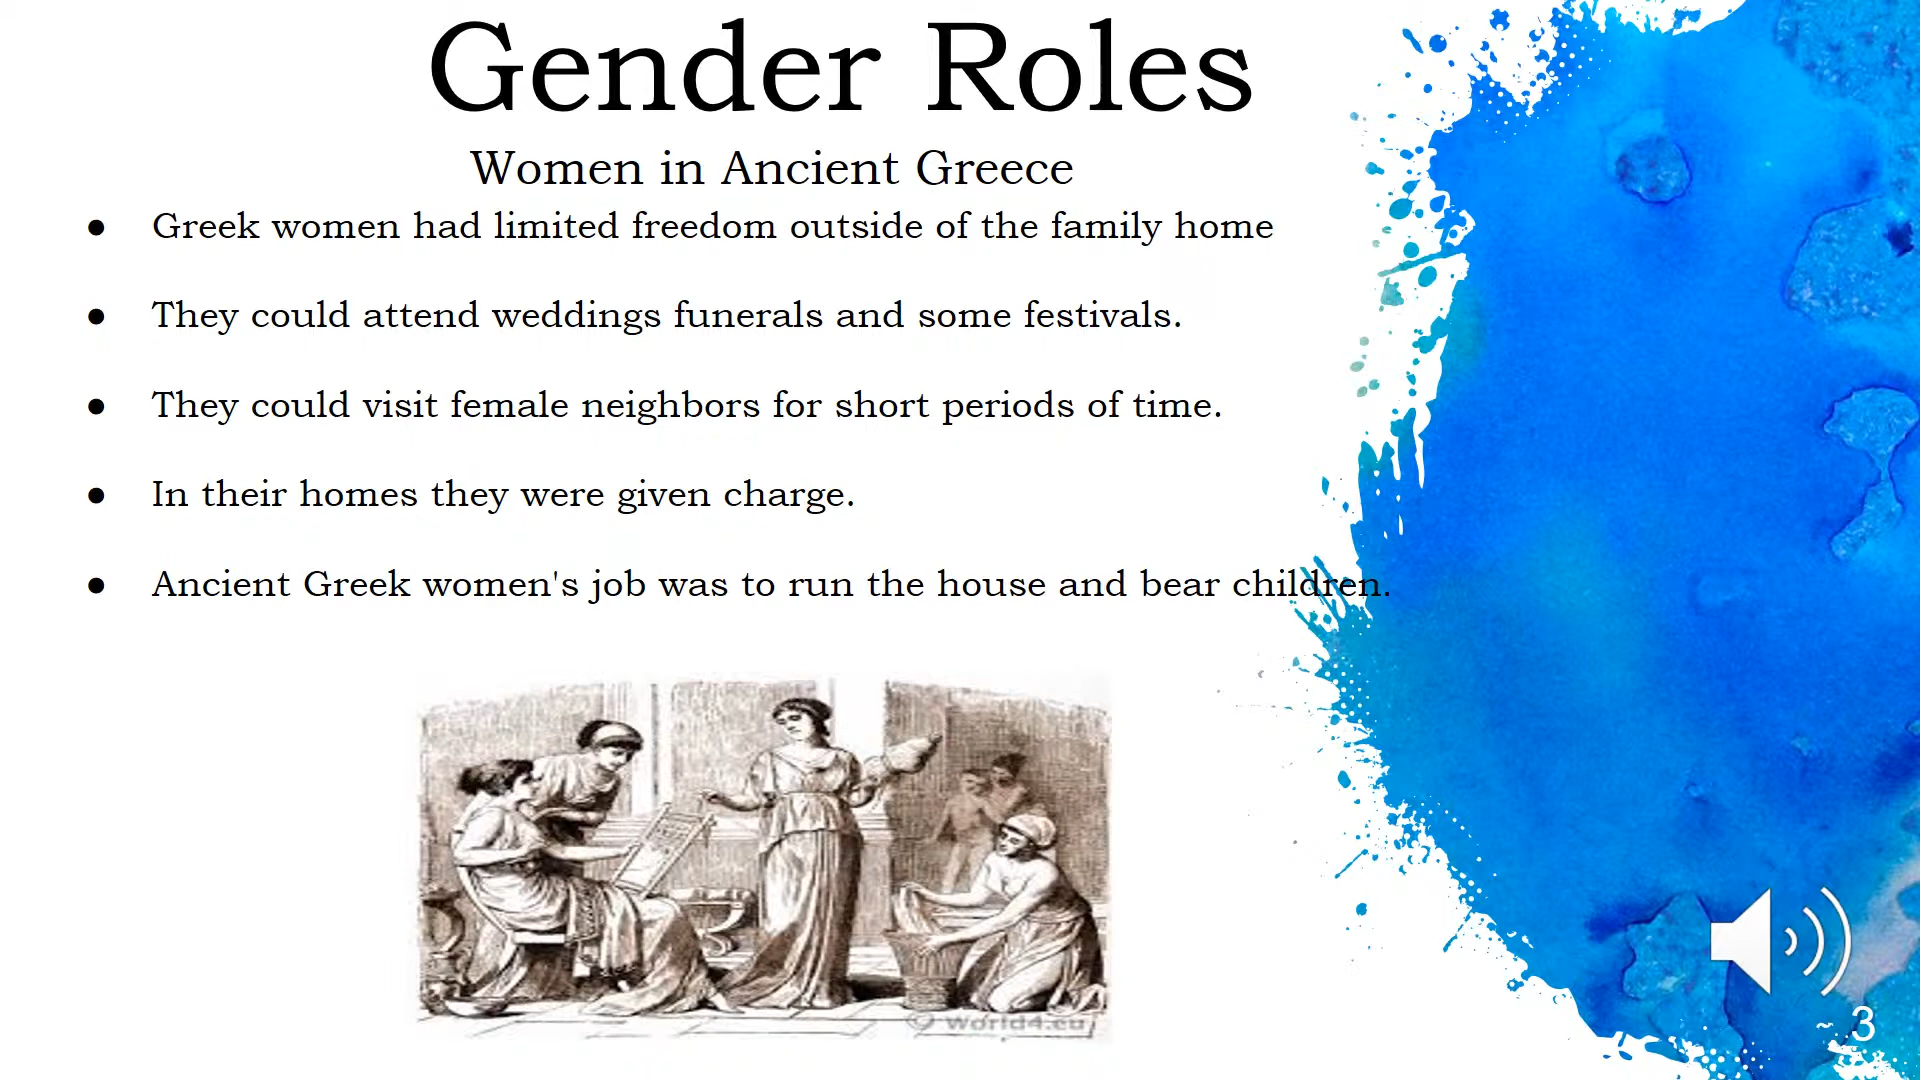 Gender Roles
Women in Ancient Greece
● Greek women had limited freedom outside of the family home
● They could attend weddings funerals and some festivals.
● They could visit female neighbors for short periods of time.
● In their homes they were given charge.
● Ancient Greek women's job was to run the house and bear children.
© World4.eu
3